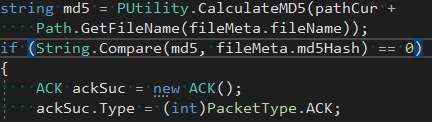 string md5 = PUtility.CalculateMD5(pathCur +
Path.GetFileName(fileMeta.fileName));
if (String.Compare(md5, fileMeta.md5Hash) == 0)
{
ACK ackSuc = new ACK();
ackSuc.Type = (int)PacketType.ACK;